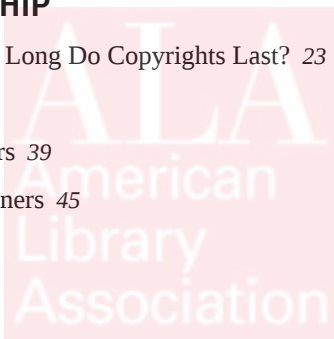 HIP
Long Do Copyrights Last? 23
ALA
rs 39
American
ners 45
Library
Association